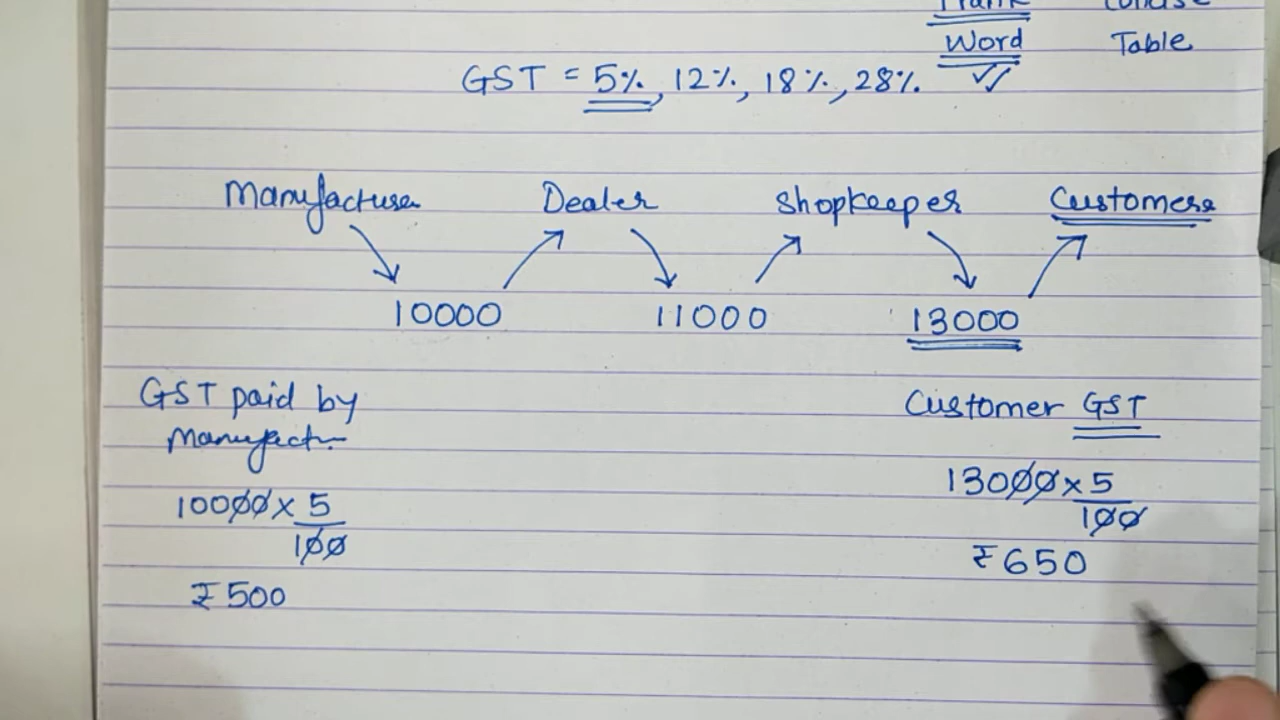 Word Table
GST = 5%, 12%, 18%, 28%.
Manufacturer Dealer Shopkeeper Customers
10000 11000 13000
GST paid by Customer GST
Manufact.
10000 x 5 13000 x 5
100 100
₹500 ₹650